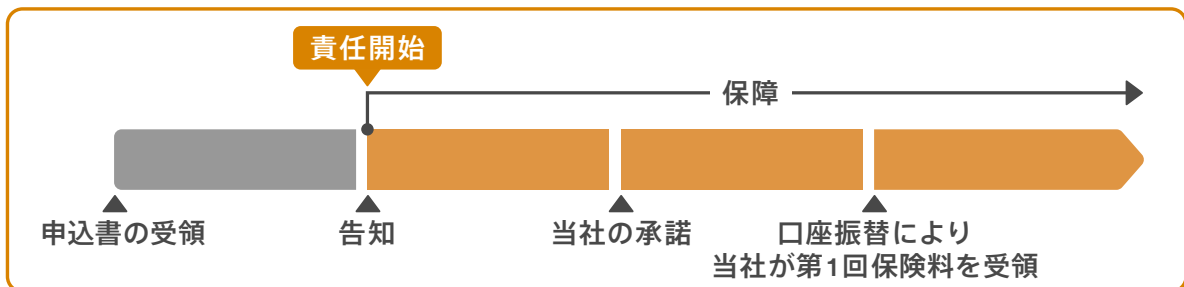 責任開始
保障
申込書の受領
告知
当社の承諾
口座振替により
当社が第1回保険料を受領